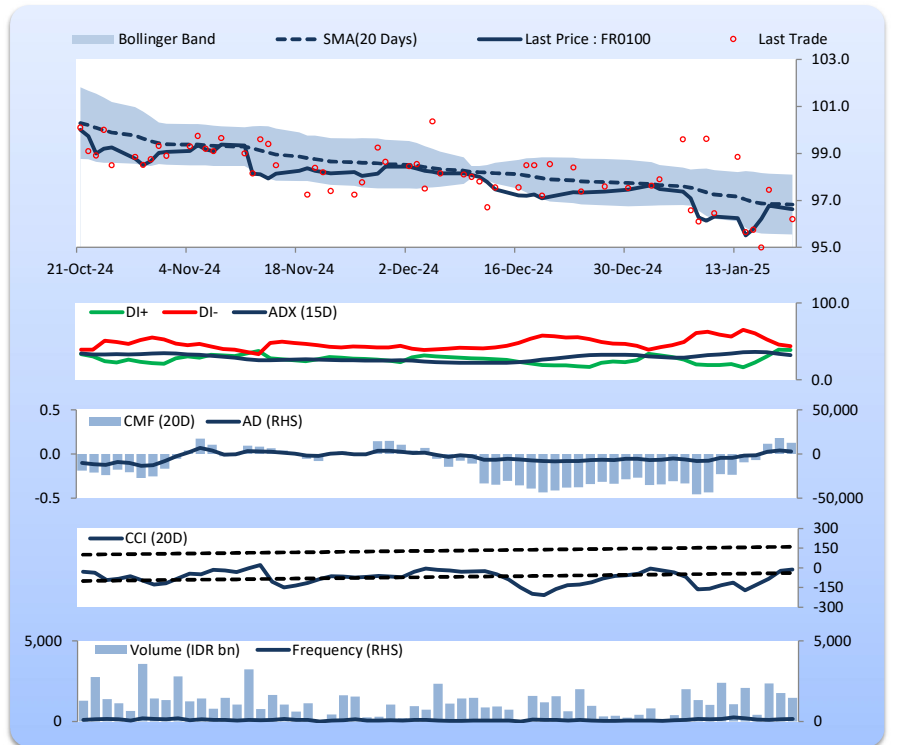 Bollinger Band SMA(20 Days) Last Price : FR0100 Last Trade
103.0
101.0
99.0
97.0
95.0
21-Oct-24 4-Nov-24 18-Nov-24 2-Dec-24 16-Dec-24 30-Dec-24 13-Jan-25
DI+ DI- ADX (15D)
100.0
0.0
CMF (20D) AD (RHS)
0.5 50,000
0.0 0
-0.5 -50,000
CCI (20D)
300
150
0
-150
-300
Volume (IDR bn) Frequency (RHS)
5,000 5,000
0 0